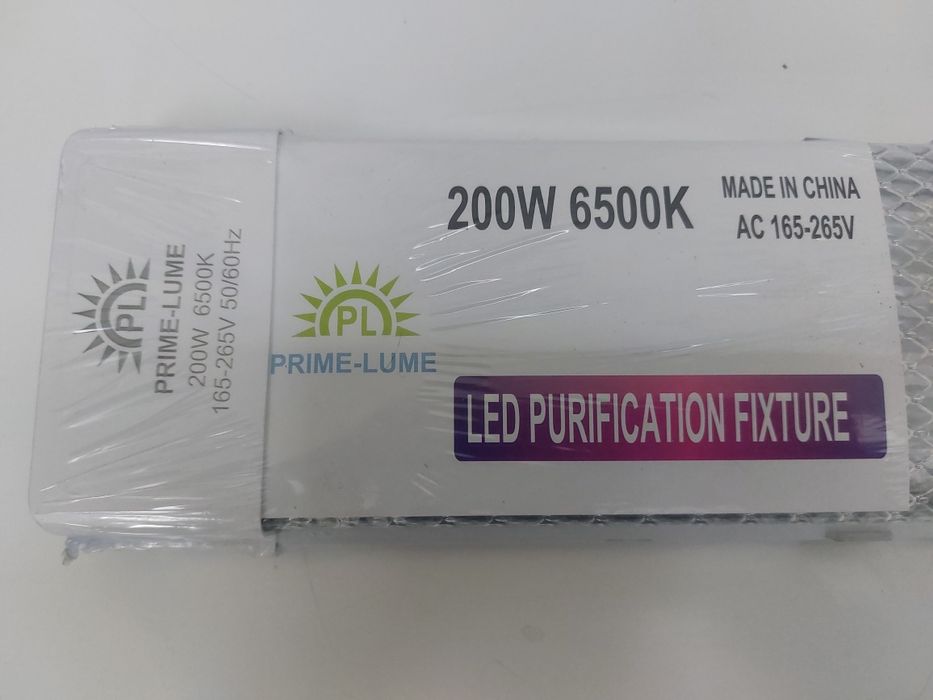 PL
PRIME-LUME
200W 6500K
165-265V 50/60Hz
200W 6500K
MADE IN CHINA
AC 165-265V
PL
PRIME-LUME
LED PURIFICATION FIXTURE